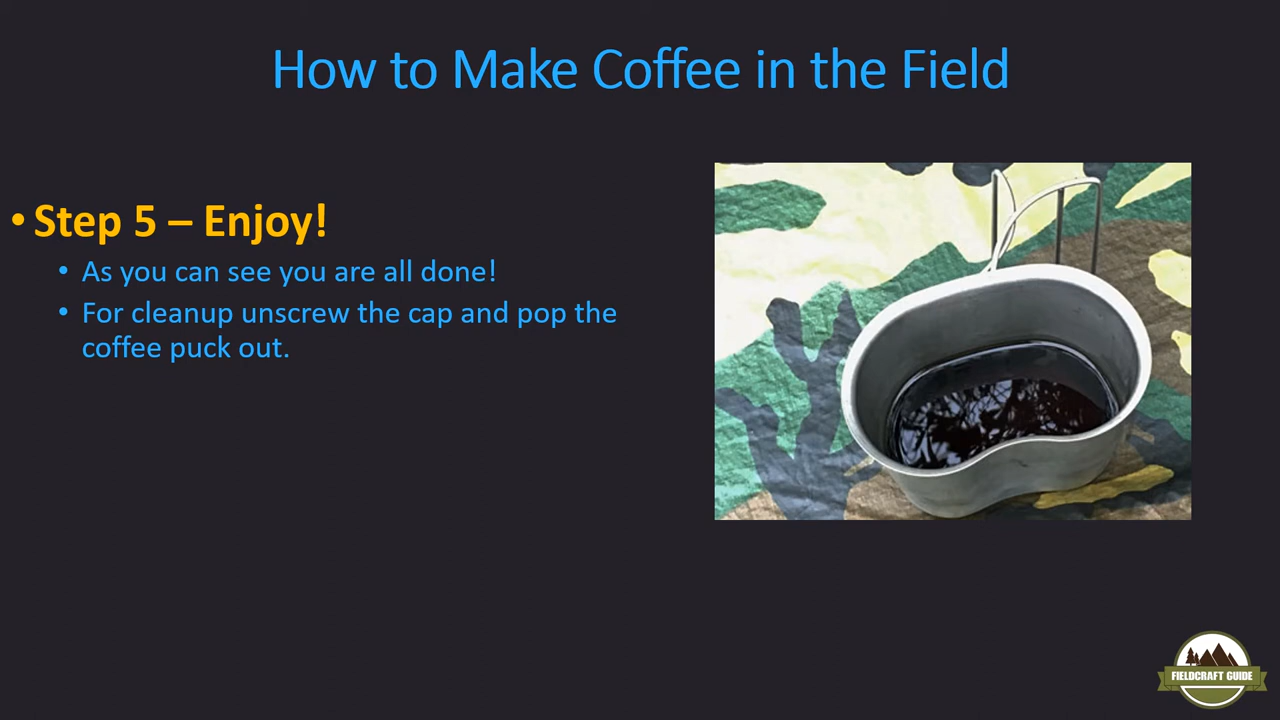 How to Make Coffee in the Field
• Step 5 – Enjoy!
• As you can see you are all done!
• For cleanup unscrew the cap and pop the
coffee puck out.
FIELDCRAFT GUIDE